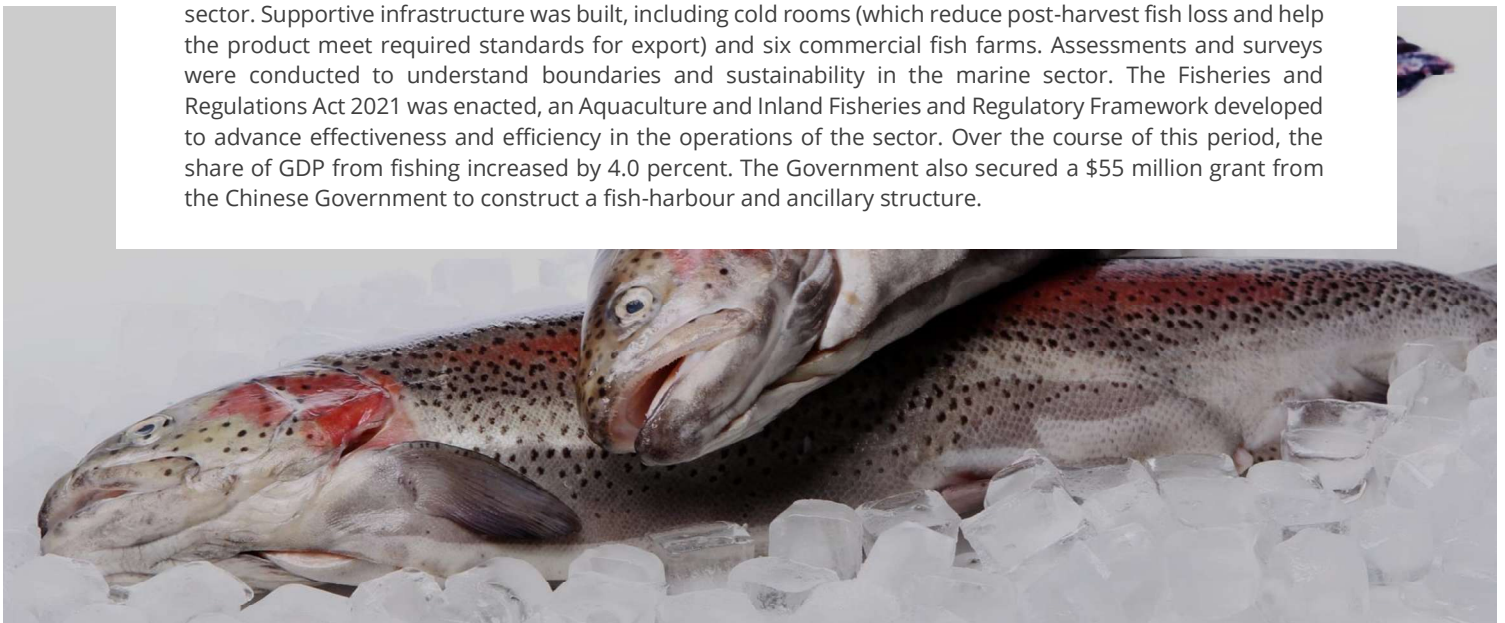 sector. Supportive infrastructure was built, including cold rooms (which reduce post-harvest fish loss and help
the product meet required standards for export) and six commercial fish farms. Assessments and surveys
were conducted to understand boundaries and sustainability in the marine sector. The Fisheries and
Regulations Act 2021 was enacted, an Aquaculture and Inland Fisheries and Regulatory Framework developed
to advance effectiveness and efficiency in the operations of the sector. Over the course of this period, the
share of GDP from fishing increased by 4.0 percent. The Government also secured a $55 million grant from
the Chinese Government to construct a fish-harbour and ancillary structure.